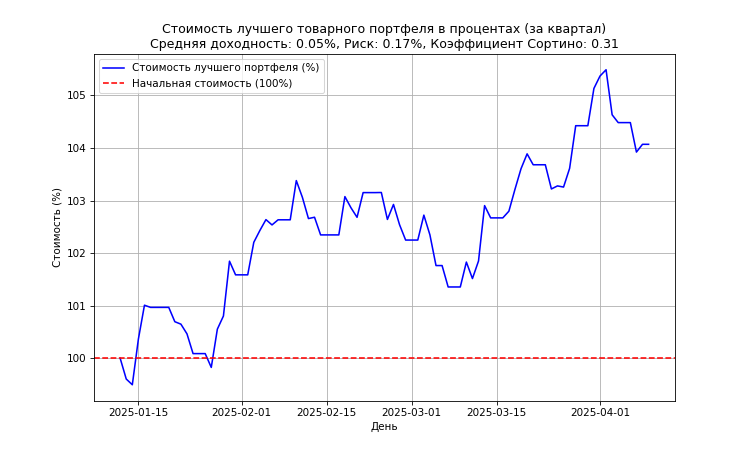 Стоимость лучшего товарного портфеля в процентах (за квартал)
Средняя доходность: 0.05%, Риск: 0.17%, Коэффициент Сортино: 0.31
Стоимость лучшего портфеля (%)
Начальная стоимость (100%)
Стоимость (%)
105
104
103
102
101
100
2025-01-15
2025-02-01
2025-02-15
2025-03-01
2025-03-15
2025-04-01
День